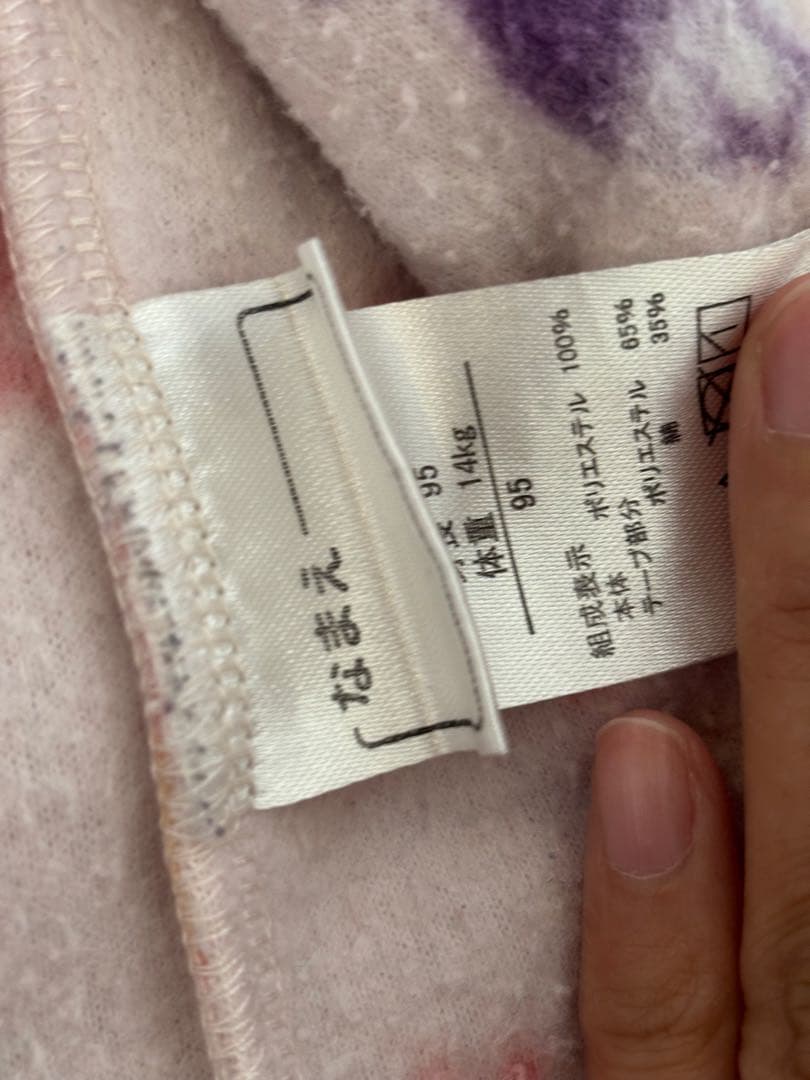 なまえ
95
体重 14kg
95
組成表示
本体 ポリエステル 100%
テープ部分
ポリエステル 65%
綿 35%